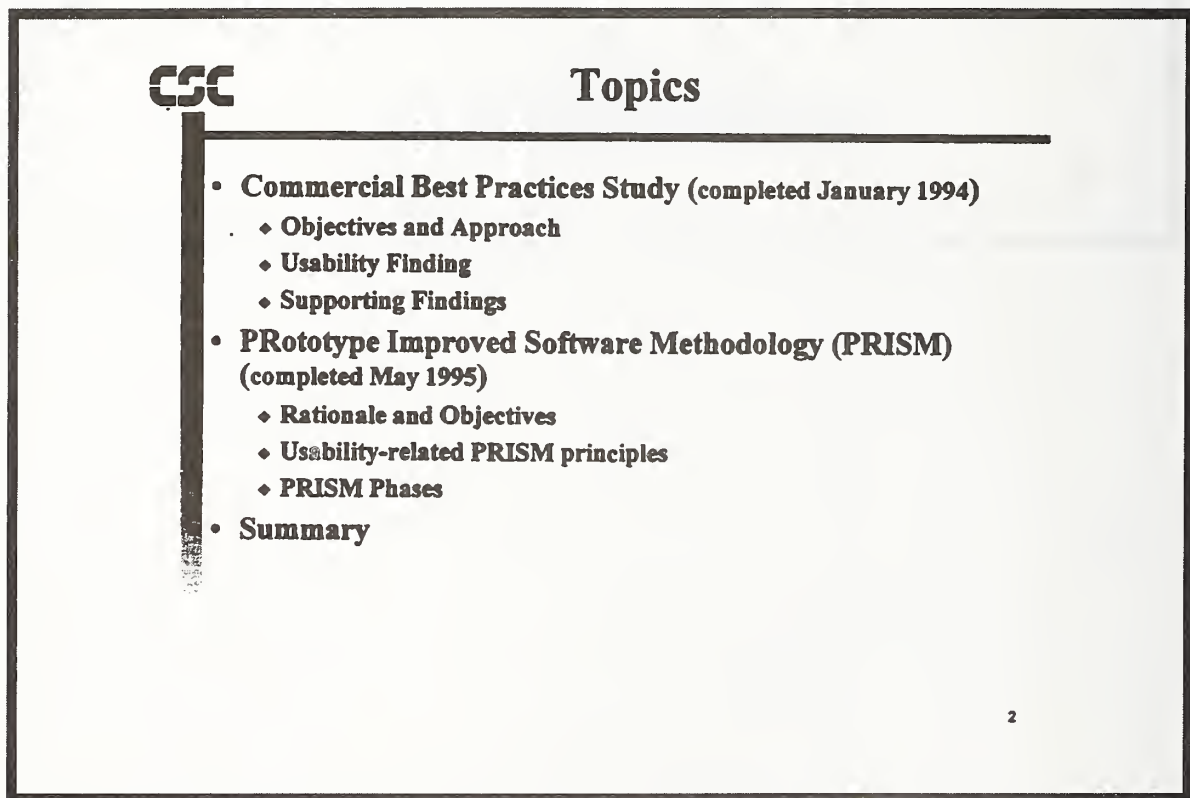 CSC
Topics
• Commercial Best Practices Study (completed January 1994)
◆ Objectives and Approach
◆ Usability Finding
◆ Supporting Findings
• PRototype Improved Software Methodology (PRISM)
(completed May 1995)
◆ Rationale and Objectives
◆ Usability-related PRISM principles
◆ PRISM Phases
• Summary
2